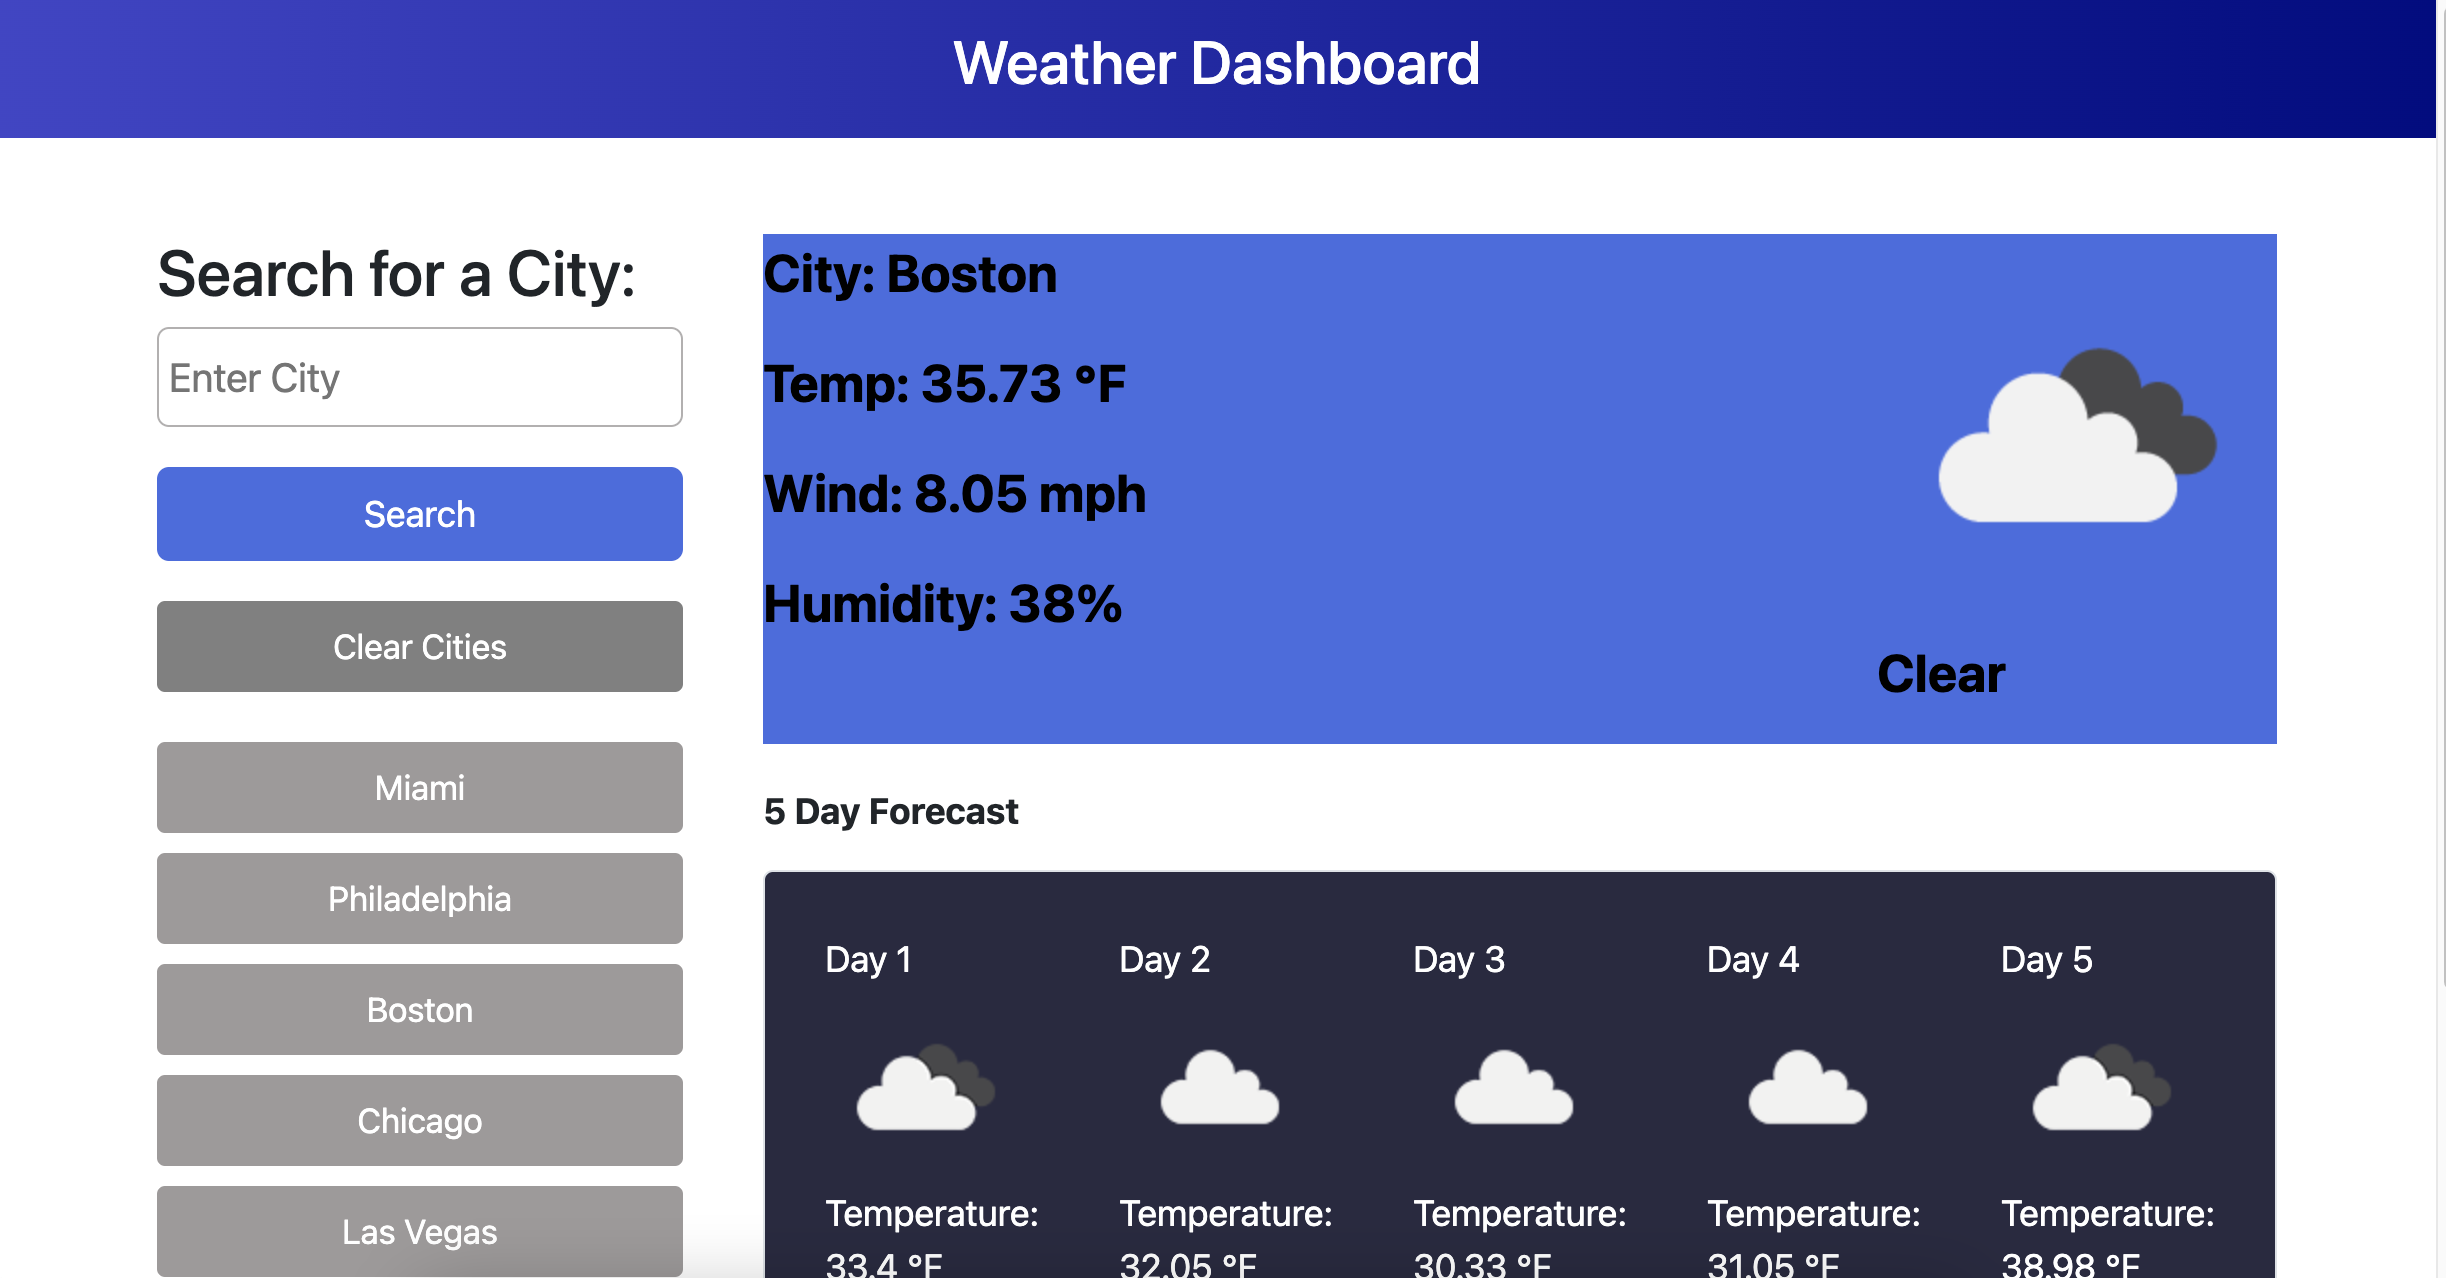 Weather Dashboard
Search for a City:
Enter City
Search
Clear Cities
Miami
Philadelphia
Boston
Chicago
Las Vegas
City: Boston
Temp: 35.73 °F
Wind: 8.05 mph
Humidity: 38%
Clear
5 Day Forecast
Day 1 Day 2 Day 3 Day 4 Day 5
Temperature: Temperature: Temperature: Temperature: Temperature:
33.4 °F 32.05 °F 30.33 °F 31.05 °F 38.98 °F